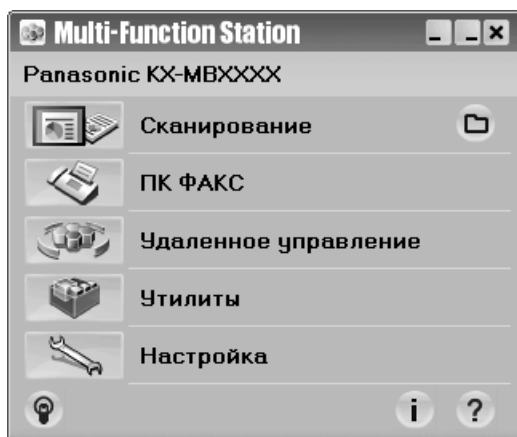 Multi-Function Station
Panasonic KX-MBXXXX
Сканирование
ПК ФАКС
Удаленное управление
Утилиты
Настройка
i ?